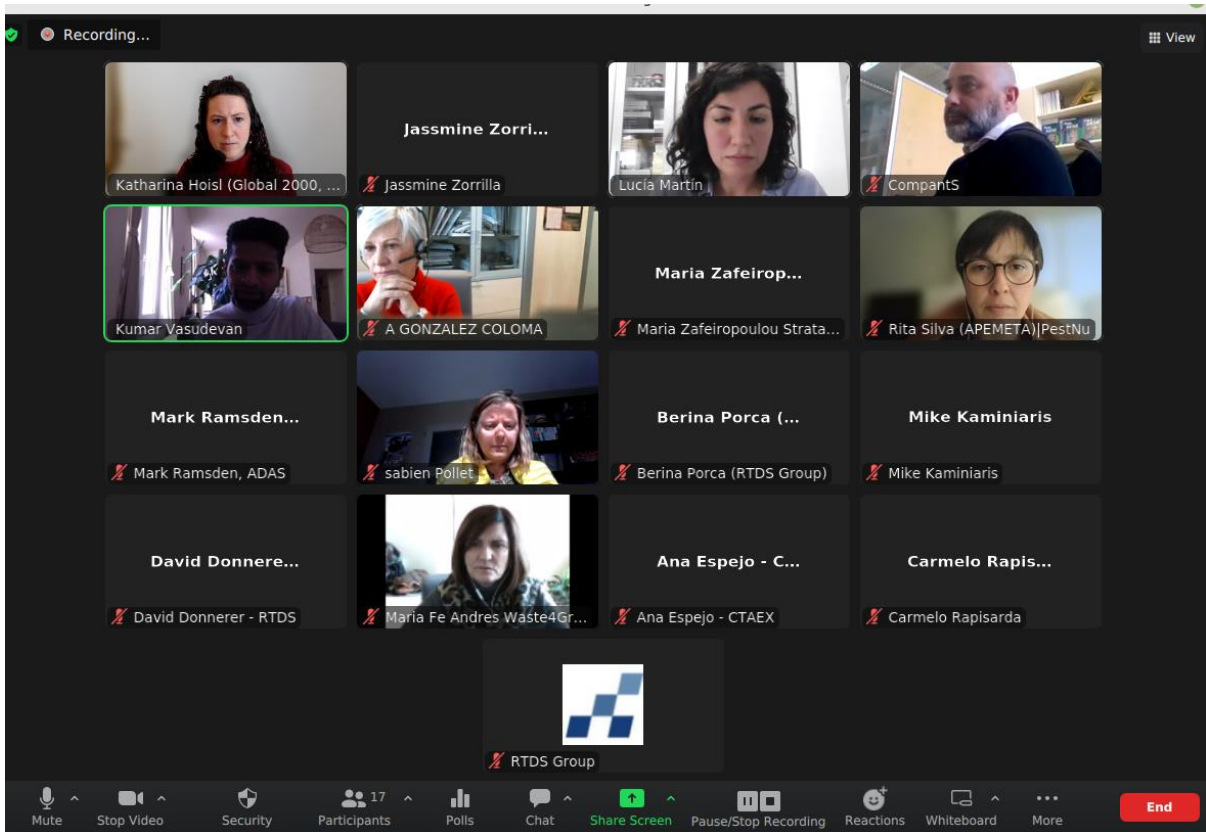 Recording...
View
Katharina Hoisl (Global 2000, ...
Jassmine Zorri...
Jassmine Zorrilla
Lucía Martín
CompantS
Kumar Vasudevan
A GONZALEZ COLOMA
Maria Zafeirop...
Maria Zafeiropoulou Strata...
Rita Silva (APEMETA)|PestNu
Mark Ramsden...
Mark Ramsden, ADAS
sabien Pollet
Berina Porca (...
Berina Porca (RTDS Group)
Mike Kaminiaris
Mike Kaminiaris
David Donnere...
David Donnerer - RTDS
Maria Fe Andres Waste4Gr...
Ana Espejo - C...
Ana Espejo - CTAEX
Carmelo Rapis...
Carmelo Rapisarda
RTDS Group
17
Mute
Stop Video
Security
Participants
Polls
Chat
Share Screen
Pause/Stop Recording
Reactions
Whiteboard
More
End